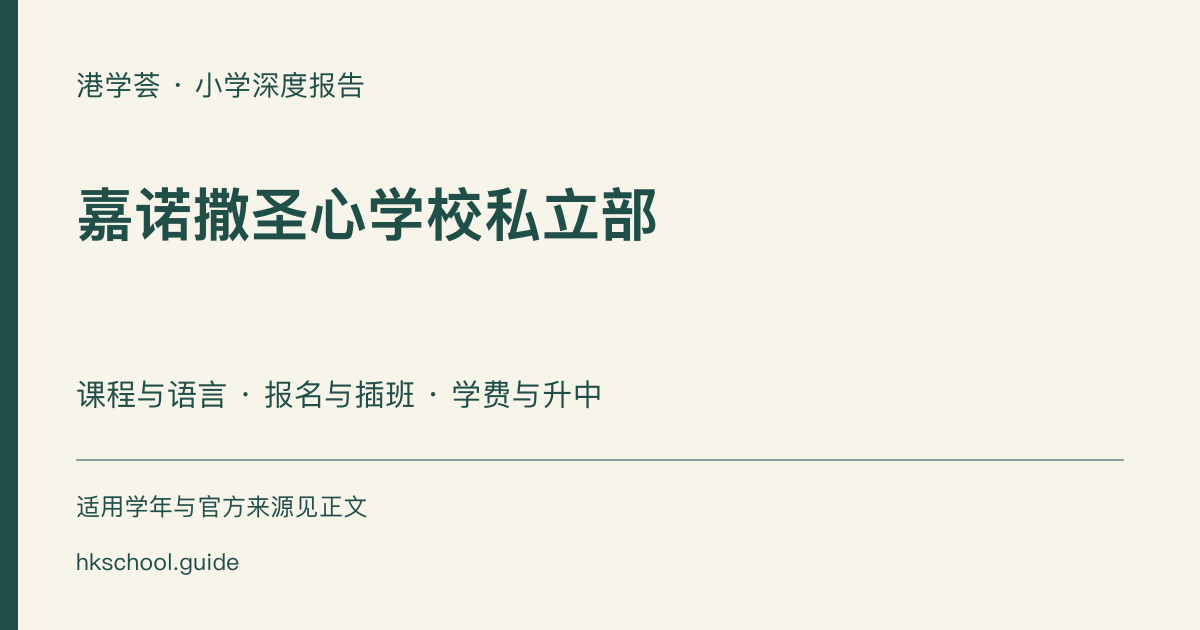 港学荟 · 小学深度报告
嘉诺撒圣心学校私立部
课程与语言 · 报名与插班 · 学费与升中
适用学年与官方来源见正文
hkschool.guide